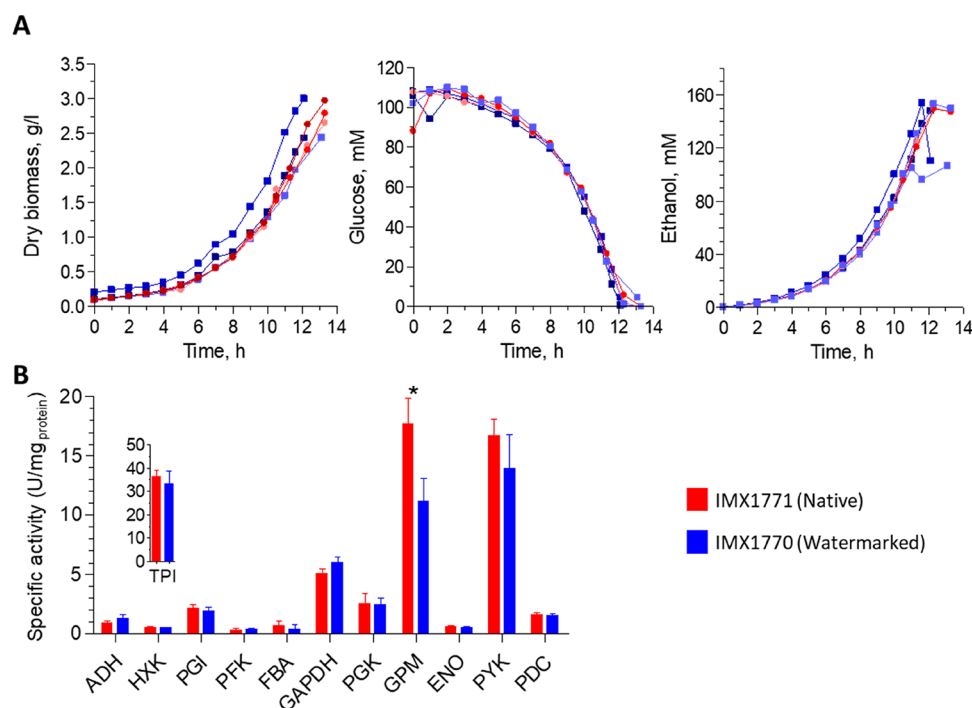 A
Dry biomass, g/l
3.5
3.0
2.5
2.0
1.5
1.0
0.5
0.0
0 2 4 6 8 10 12 14
Time, h
Glucose, mM
120
100
80
60
40
20
0
0 2 4 6 8 10 12 14
Time, h
Ethanol, mM
160
120
80
40
0
0 2 4 6 8 10 12 14
Time, h
B
Specific activity (U/mgprotein)
20
15
10
5
0
50
40
30
20
10
0
TPI
*
ADH
HXK
PGI
PFK
FBA
GAPDH
PGK
GPM
ENO
PYK
PDC
IMX1771 (Native)
IMX1770 (Watermarked)